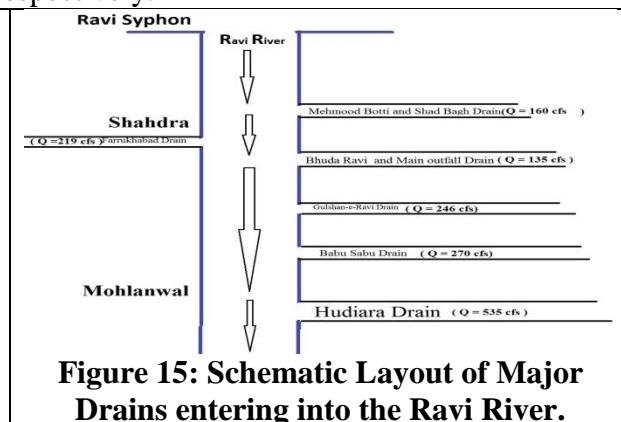 espectively.
Ravi Syphon
Ravi River
Mehmood Botti and Shad Bagh Drain(Q = 160 cfs )
Shahdra
( Q =219 cfs )Farrukhabad Drain
Bhuda Ravi and Main outfall Drain ( Q = 135 cfs )
Gulshan-e-Ravi Drain ( Q = 246 cfs)
Babu Sabu Drain ( Q = 270 cfs)
Mohlanwal
Hudiara Drain ( Q = 535 cfs )
Figure 15: Schematic Layout of Major
Drains entering into the Ravi River.